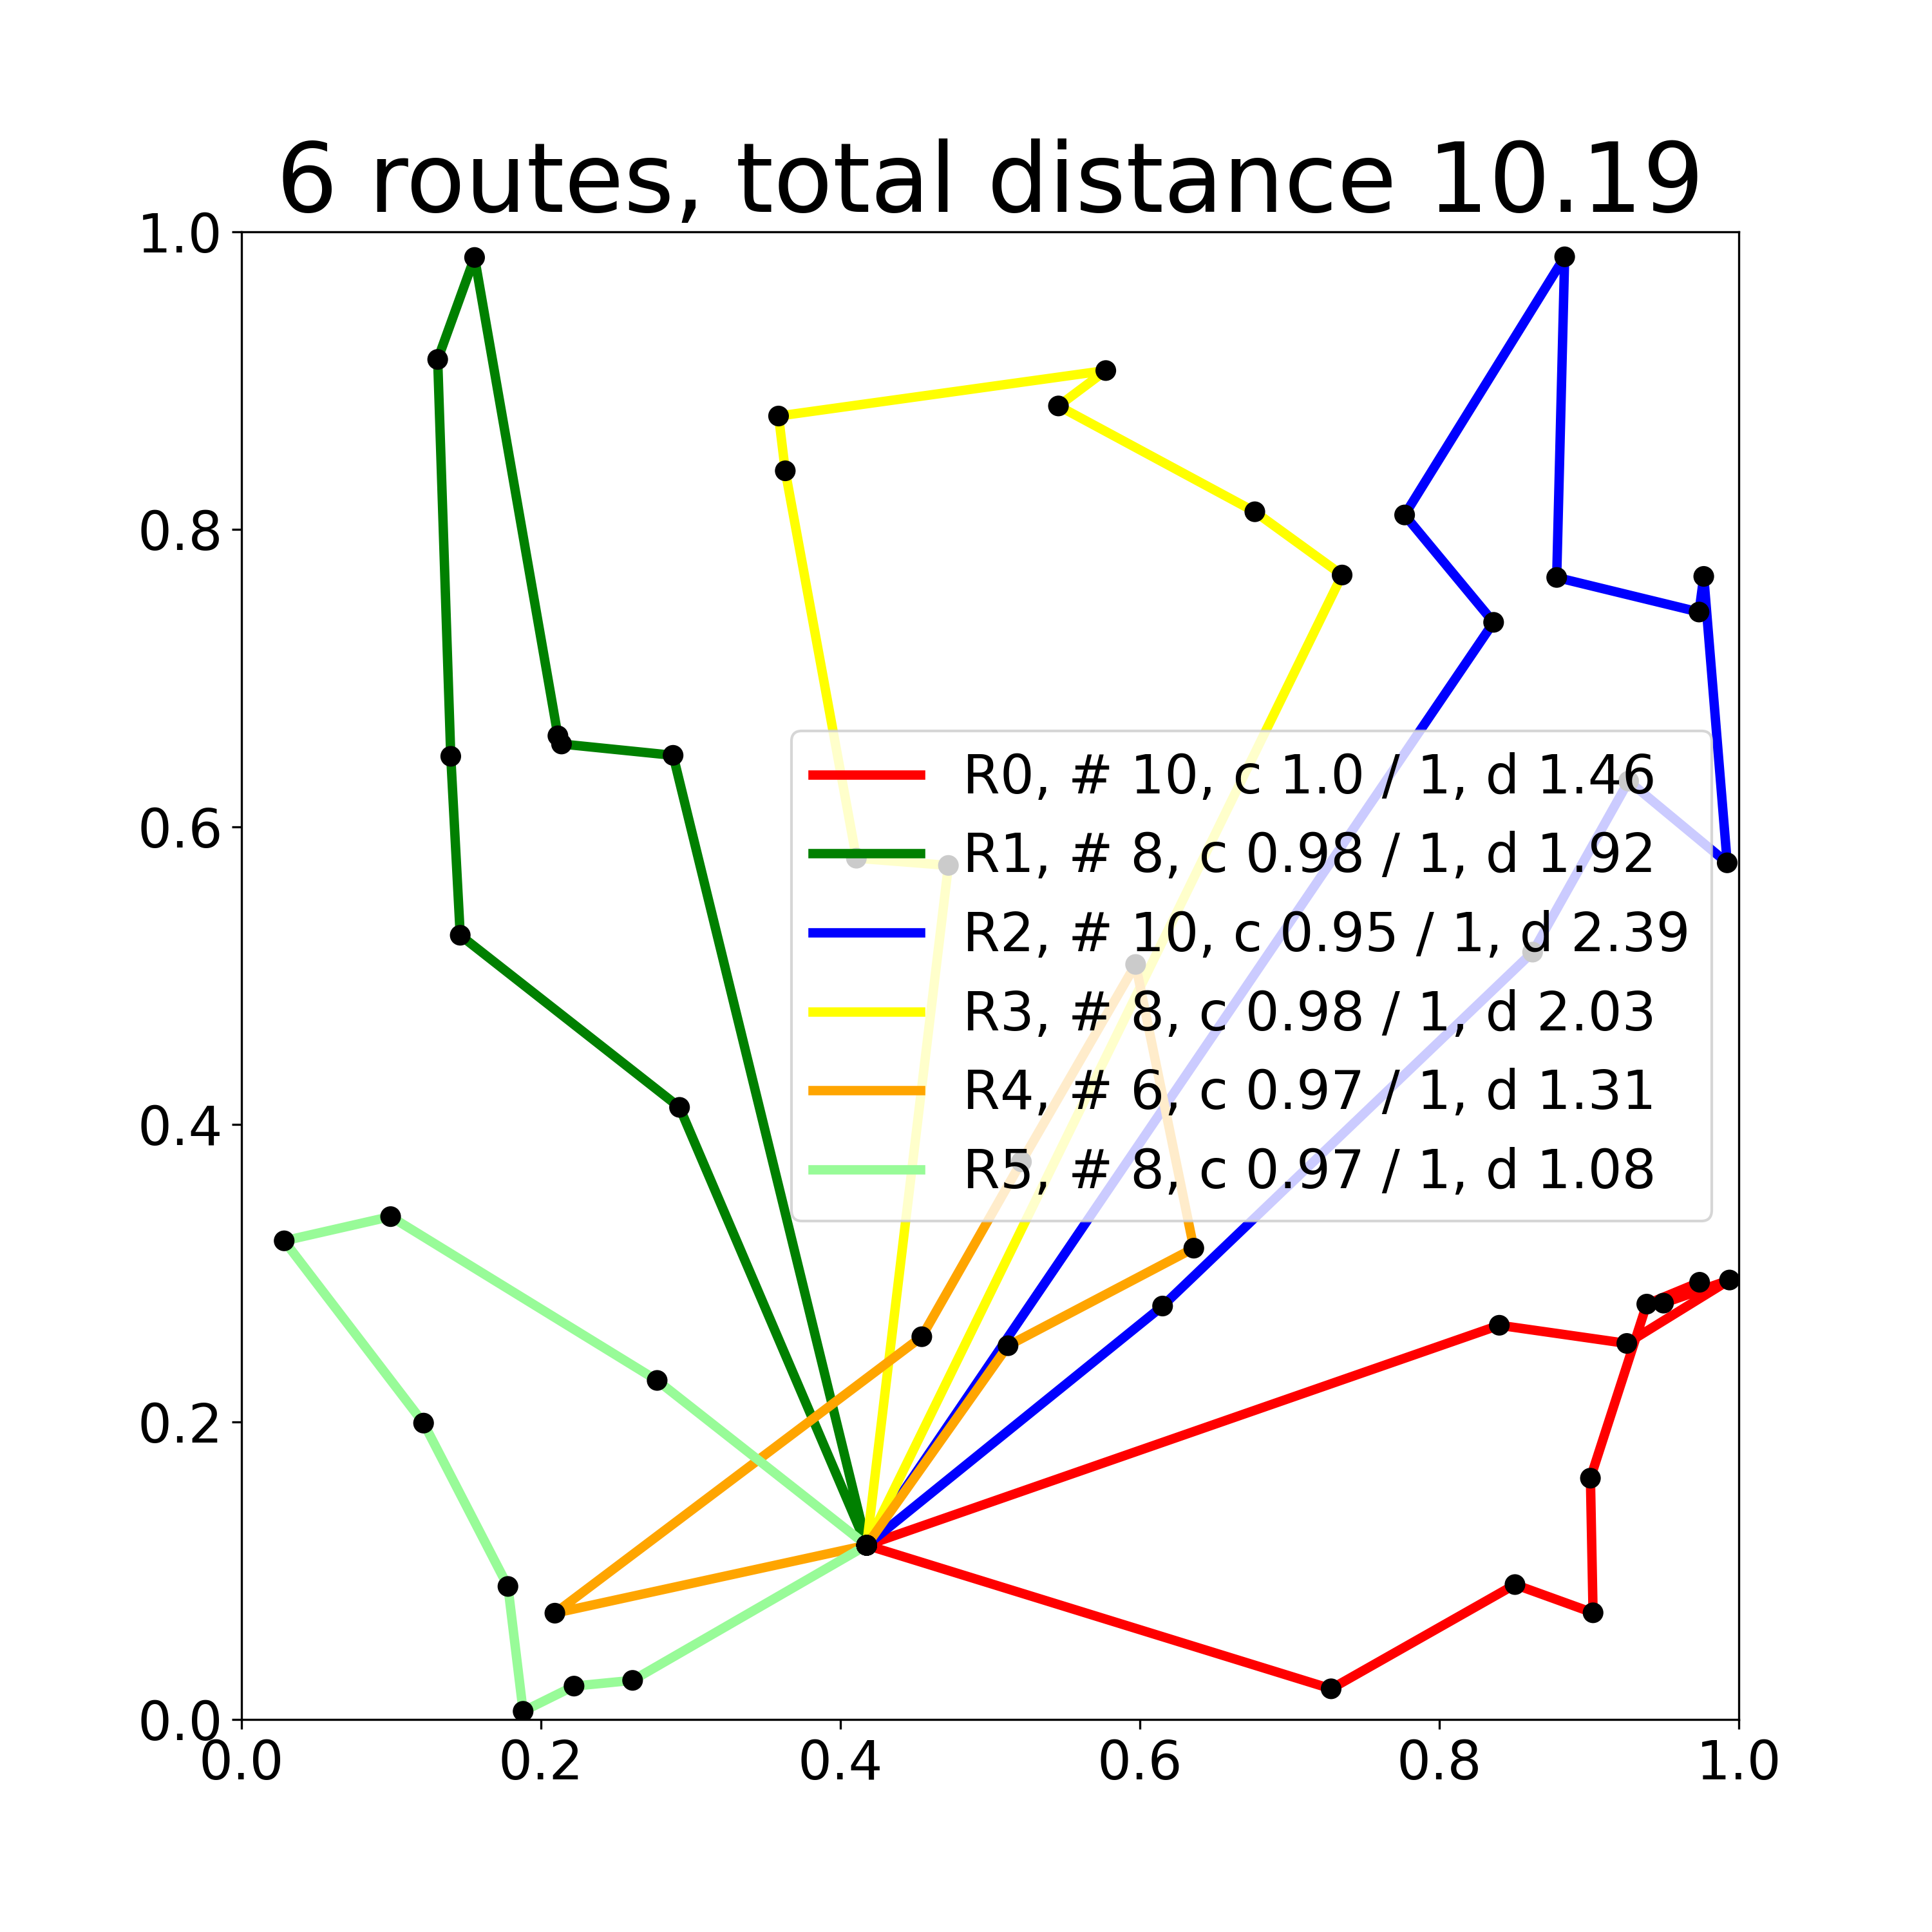 6 routes, total distance 10.19
1.0
0.8
0.6
0.4
0.2
0.0
R0, # 10, c 1.0 / 1, d 1.46
R1, # 8, c 0.98 / 1, d 1.92
R2, # 10, c 0.95 / 1, d 2.39
R3, # 8, c 0.98 / 1, d 2.03
R4, # 6, c 0.97 / 1, d 1.31
R5, # 8, c 0.97 / 1, d 1.08
0.0 0.2 0.4 0.6 0.8 1.0